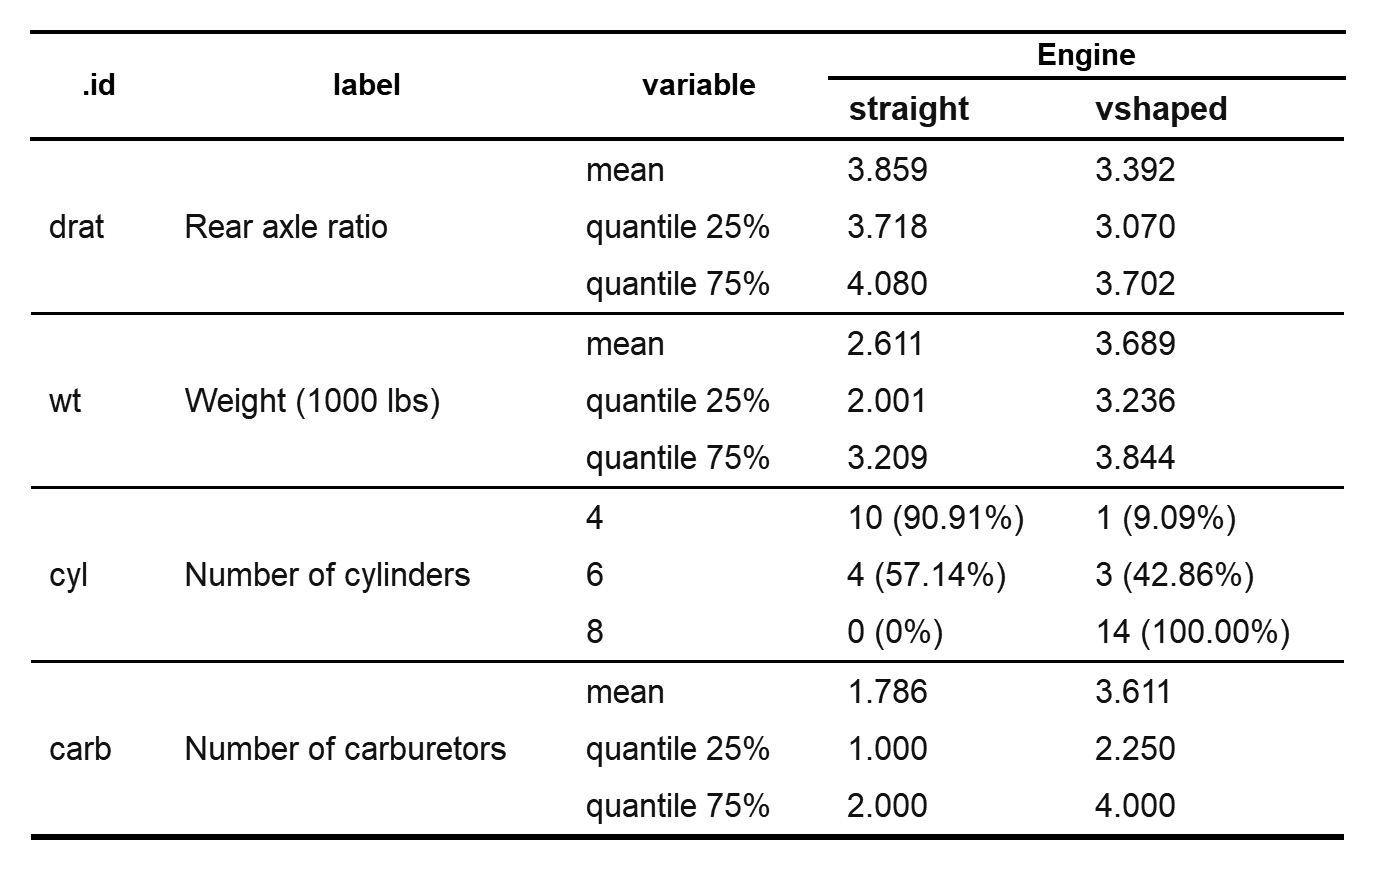 .id label variable Engine
straight vshaped
mean 3.859 3.392
drat Rear axle ratio quantile 25% 3.718 3.070
quantile 75% 4.080 3.702
mean 2.611 3.689
wt Weight (1000 lbs) quantile 25% 2.001 3.236
quantile 75% 3.209 3.844
4 10 (90.91%) 1 (9.09%)
cyl Number of cylinders 6 4 (57.14%) 3 (42.86%)
8 0 (0%) 14 (100.00%)
mean 1.786 3.611
carb Number of carburetors quantile 25% 1.000 2.250
quantile 75% 2.000 4.000